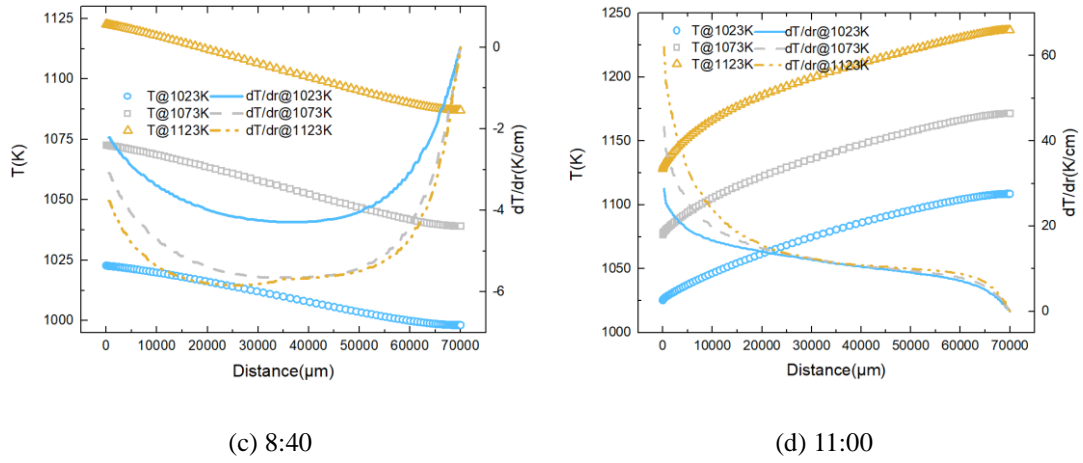 1125
1100
1075
1050
1025
1000
T(K)
0
-2
-4
-6
dT/dr(K/cm)
T@1023K dT/dr@1023K
T@1073K dT/dr@1073K
T@1123K dT/dr@1123K
0 10000 20000 30000 40000 50000 60000 70000
Distance(μm)
(c) 8:40
1250
1200
1150
1100
1050
1000
T(K)
60
40
20
0
dT/dr(K/cm)
T@1023K dT/dr@1023K
T@1073K dT/dr@1073K
T@1123K dT/dr@1123K
0 10000 20000 30000 40000 50000 60000 70000
Distance(μm)
(d) 11:00